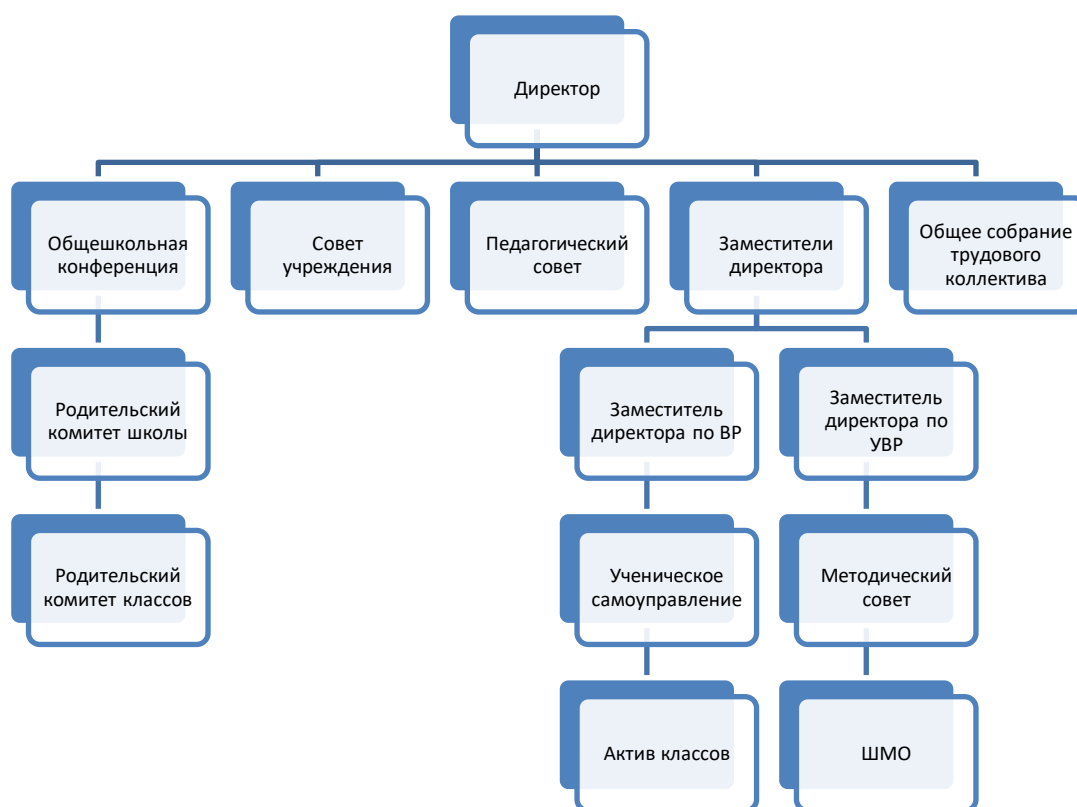 Директор
Общешкольная
конференция
Совет
учреждения
Педагогический
совет
Заместители
директора
Общее собрание
трудового
коллектива
Родительский
комитет школы
Заместитель
директора по ВР
Заместитель
директора по
УВР
Родительский
комитет классов
Ученическое
самоуправление
Методический
совет
Актив классов
ШМО